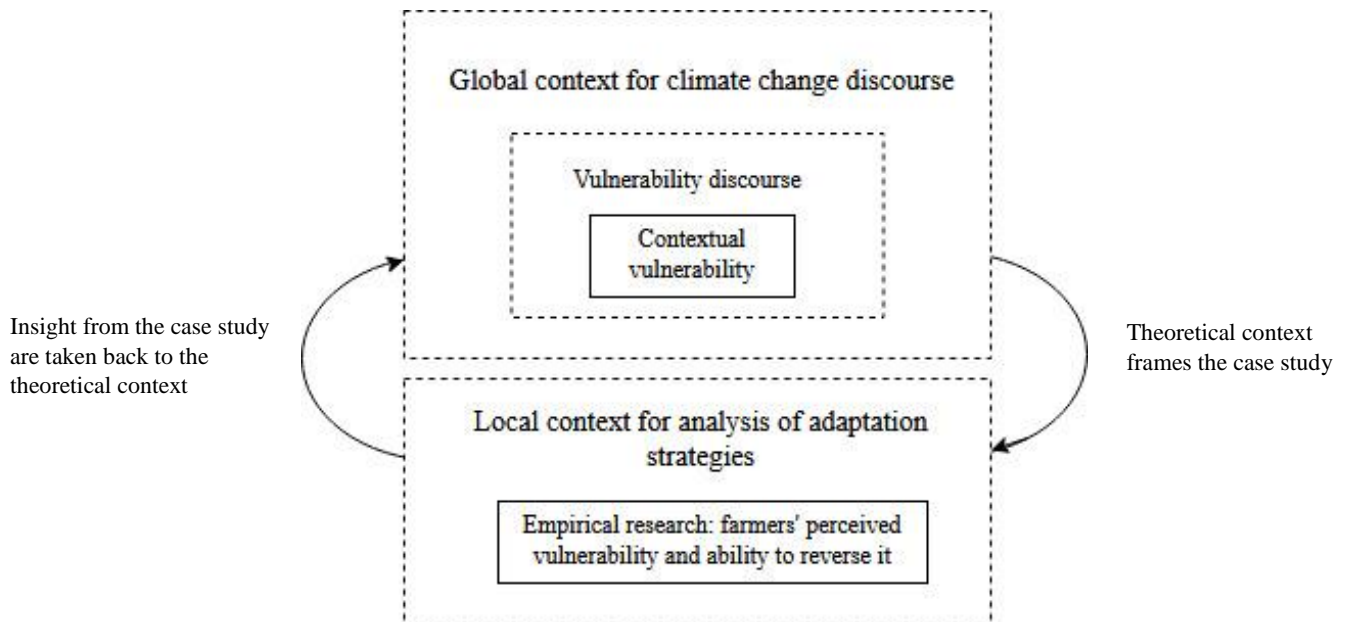 Global context for climate change discourse
Vulnerability discourse
Contextual
vulnerability
Insight from the case study
are taken back to the
theoretical context
Theoretical context
frames the case study
Local context for analysis of adaptation
strategies
Empirical research: farmers' perceived
vulnerability and ability to reverse it